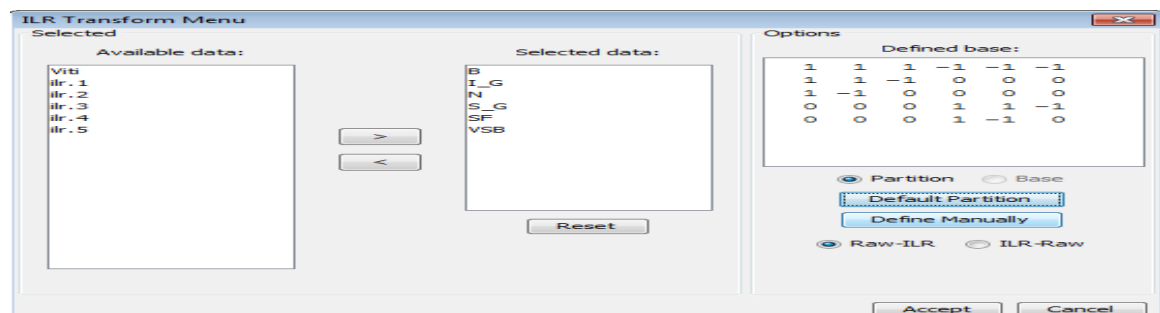 ILR Transform Menu
Selected
Available data:
Viti
ilr.1
ilr.2
ilr.3
ilr.4
ilr.5
>
<
Selected data:
B
I_G
N
S_G
SF
VSB
Reset
Options
Defined base:
1 1 1 -1 -1 -1
1 1 -1 0 0 0
1 -1 0 0 0 0
0 0 0 1 1 -1
0 0 0 1 -1 0
Partition Base
Default Partition
Define Manually
Raw-ILR ILR-Raw
Accept Cancel